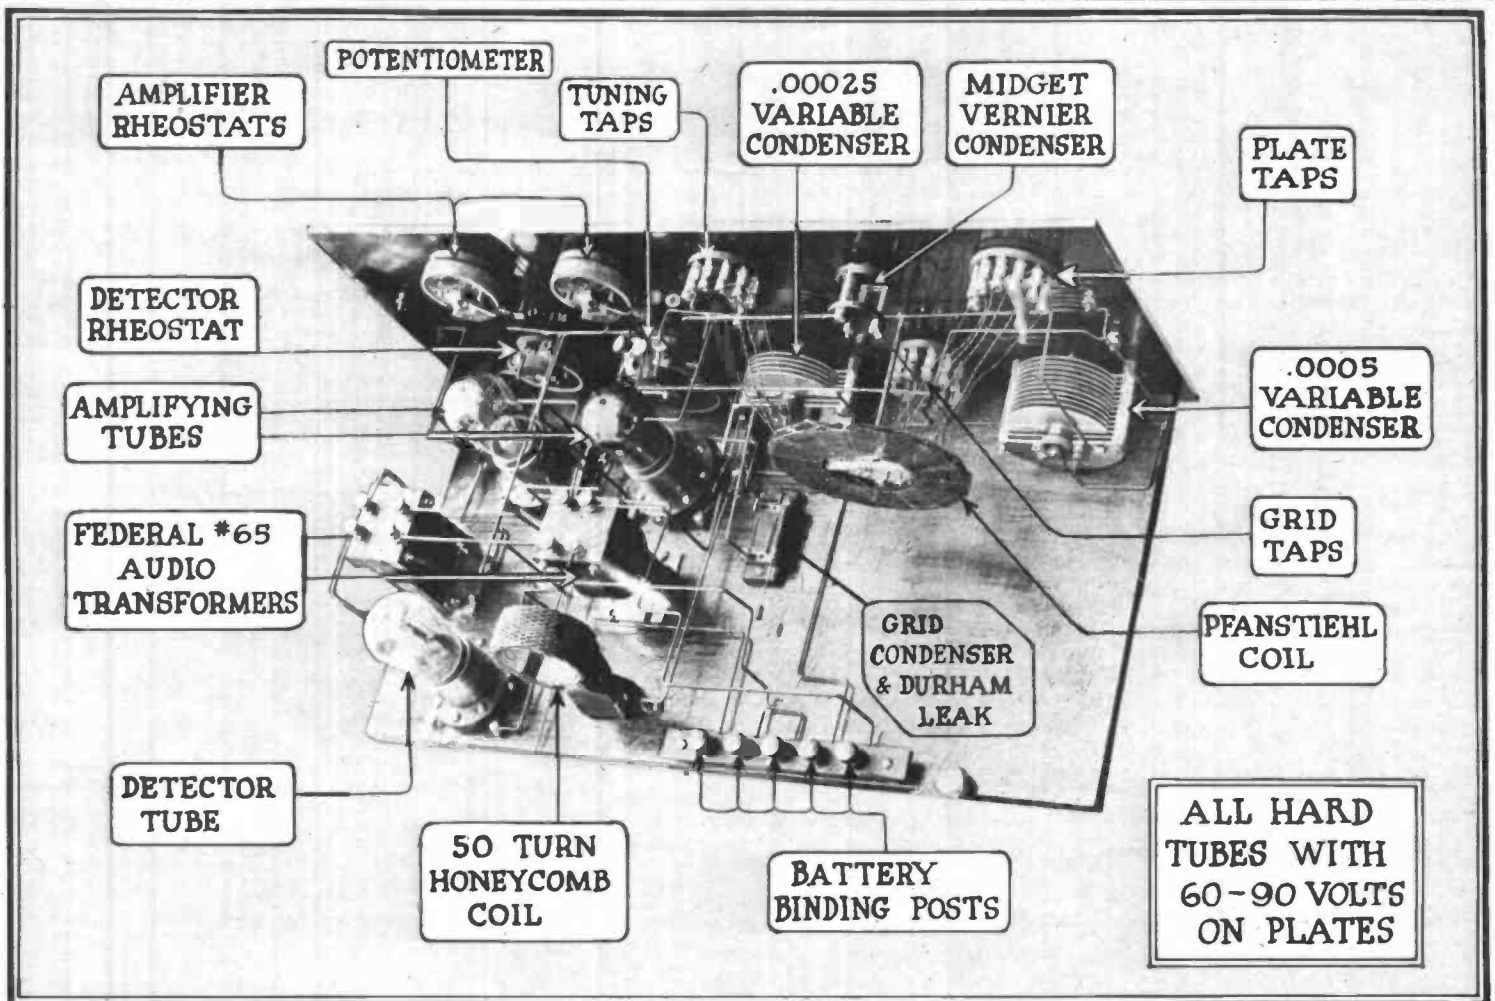 POTENTIOMETER
AMPLIFIER
RHEOSTATS
TUNING
TAPS
.00025
VARIABLE
CONDENSER
MIDGET
VERNIER
CONDENSER
PLATE
TAPS
DETECTOR
RHEOSTAT
.0005
VARIABLE
CONDENSER
AMPLIFYING
TUBES
FEDERAL #65
AUDIO
TRANSFORMERS
GRID
TAPS
GRID
CONDENSER
& DURHAM
LEAK
PFANSTIEHL
COIL
DETECTOR
TUBE
50 TURN
HONEYCOMB
COIL
BATTERY
BINDING POSTS
ALL HARD
TUBES WITH
60-90 VOLTS
ON PLATES